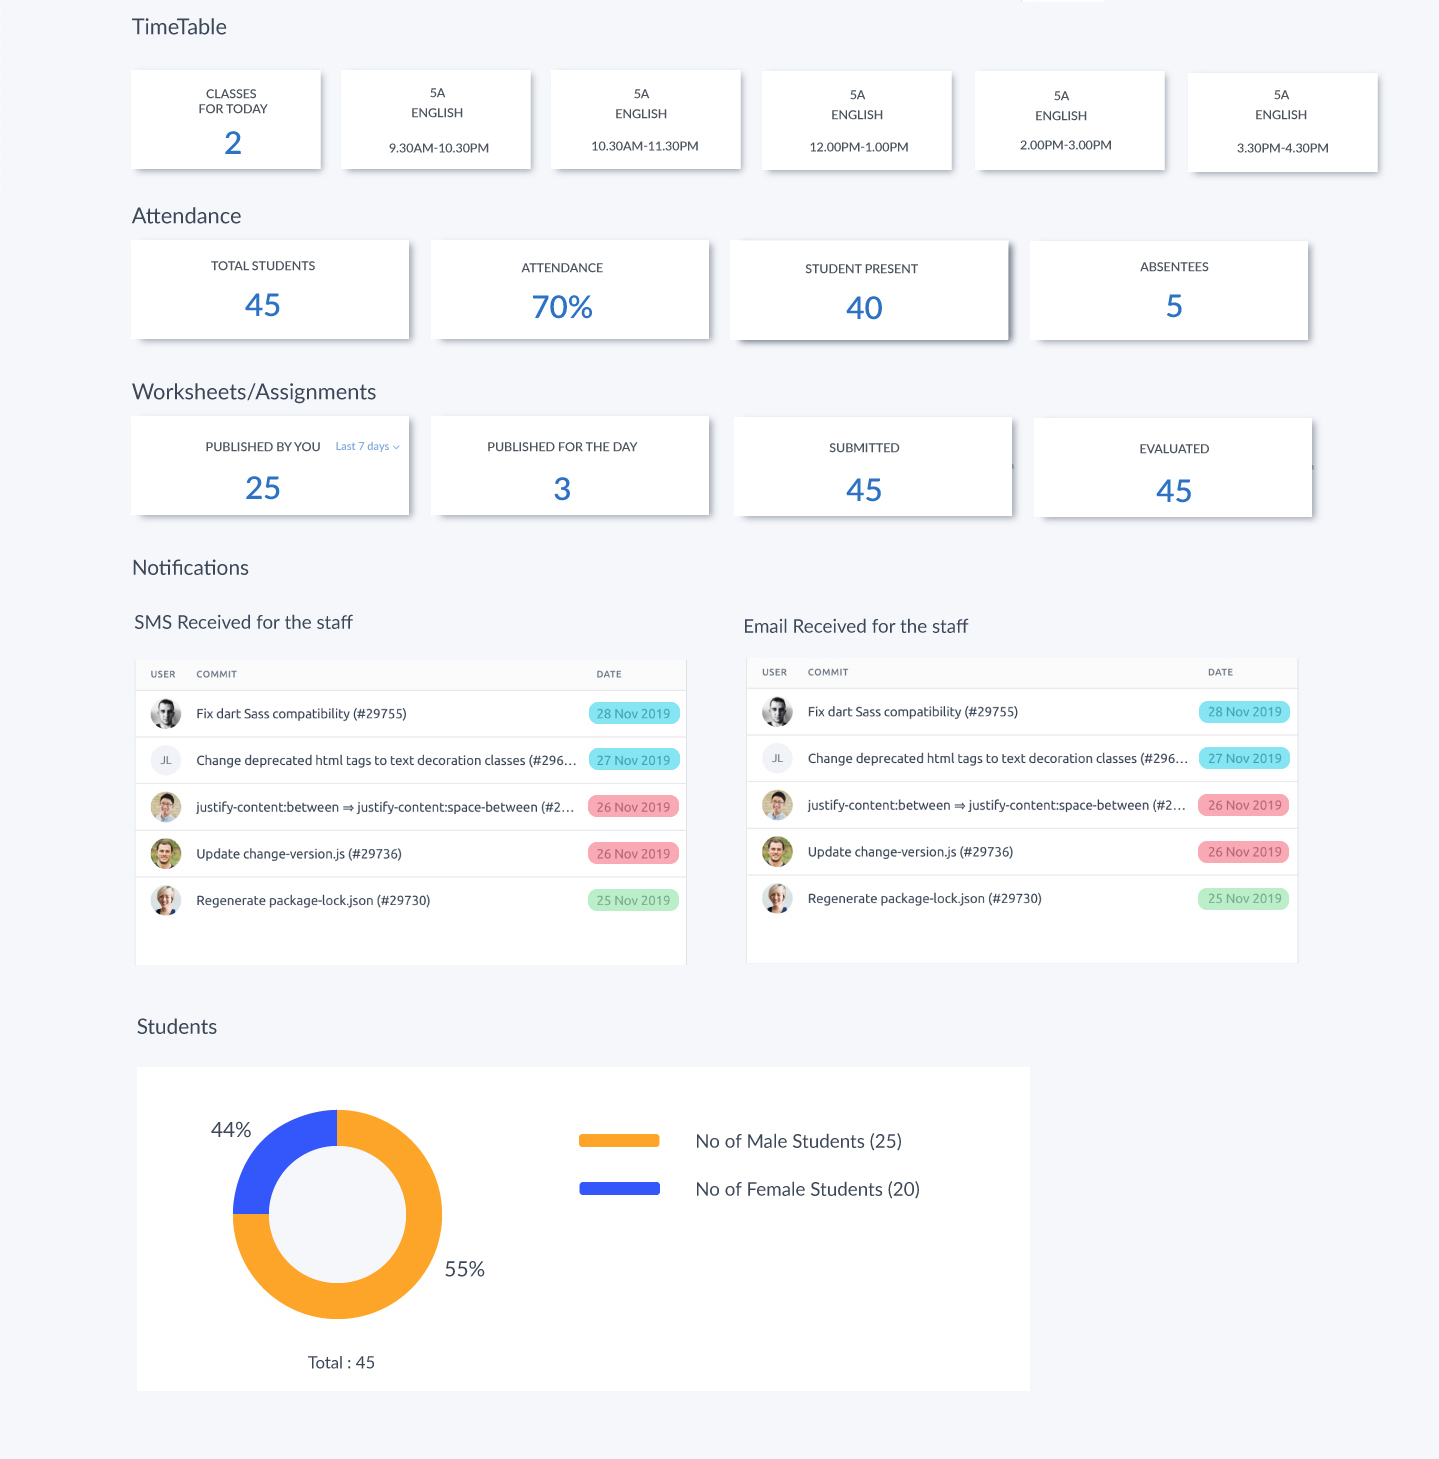 TimeTable
CLASSES
FOR TODAY
2
5A
ENGLISH
9.30AM-10.30PM
5A
ENGLISH
10.30AM-11.30PM
5A
ENGLISH
12.00PM-1.00PM
5A
ENGLISH
2.00PM-3.00PM
5A
ENGLISH
3.30PM-4.30PM
Attendance
TOTAL STUDENTS
45
ATTENDANCE
70%
STUDENT PRESENT
40
ABSENTEES
5
Worksheets/Assignments
PUBLISHED BY YOU Last 7 days
25
PUBLISHED FOR THE DAY
3
SUBMITTED
45
EVALUATED
45
Notifications
SMS Received for the staff
USER COMMIT DATE
Fix dart Sass compatibility (#29755) 28 Nov 2019
JL Change deprecated html tags to text decoration classes (#296... 27 Nov 2019
justify-content:between ⇒ justify-content:space-between (#2... 26 Nov 2019
Update change-version.js (#29736) 26 Nov 2019
Regenerate package-lock.json (#29730) 25 Nov 2019
Email Received for the staff
USER COMMIT DATE
Fix dart Sass compatibility (#29755) 28 Nov 2019
JL Change deprecated html tags to text decoration classes (#296... 27 Nov 2019
justify-content:between ⇒ justify-content:space-between (#2... 26 Nov 2019
Update change-version.js (#29736) 26 Nov 2019
Regenerate package-lock.json (#29730) 25 Nov 2019
Students
44%
55%
Total : 45
No of Male Students (25)
No of Female Students (20)